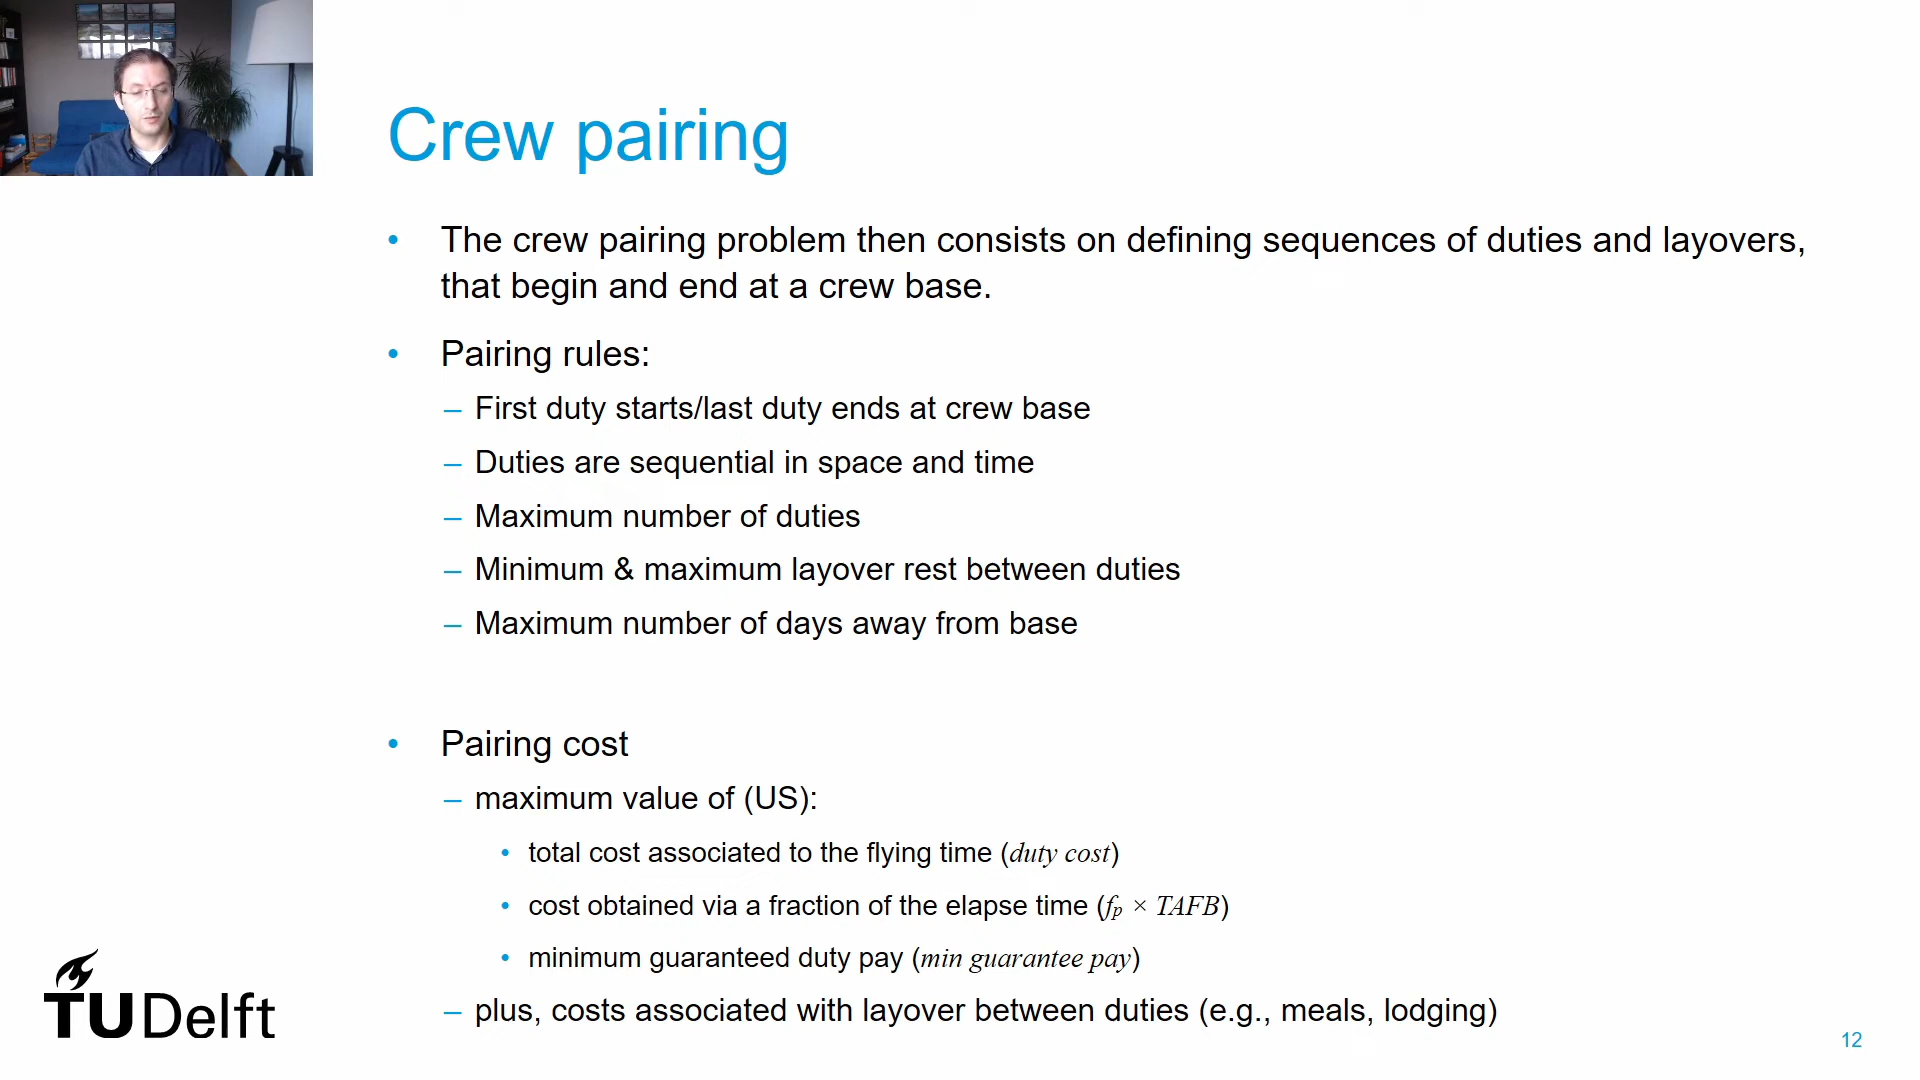 Crew pairing
• The crew pairing problem then consists on defining sequences of duties and layovers,
that begin and end at a crew base.
• Pairing rules:
– First duty starts/last duty ends at crew base
– Duties are sequential in space and time
– Maximum number of duties
– Minimum & maximum layover rest between duties
– Maximum number of days away from base
• Pairing cost
– maximum value of (US):
• total cost associated to the flying time (duty cost)
• cost obtained via a fraction of the elapse time (fₚ × TAFB)
• minimum guaranteed duty pay (min guarantee pay)
– plus, costs associated with layover between duties (e.g., meals, lodging)
TUDelft
12